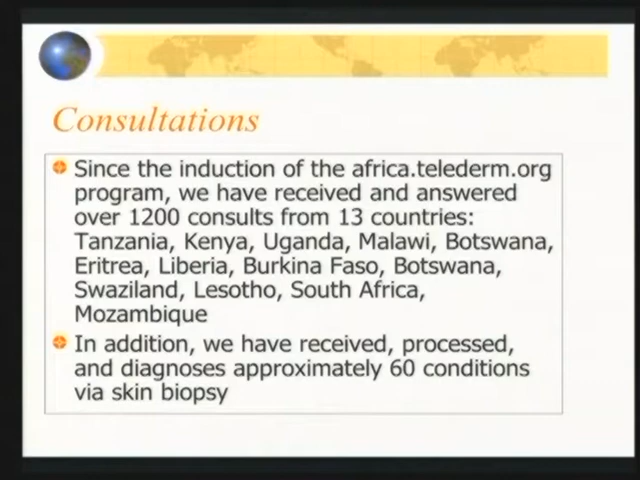 Consultations
Since the induction of the africa.telederm.org
program, we have received and answered
over 1200 consults from 13 countries:
Tanzania, Kenya, Uganda, Malawi, Botswana,
Eritrea, Liberia, Burkina Faso, Botswana,
Swaziland, Lesotho, South Africa,
Mozambique
In addition, we have received, processed,
and diagnoses approximately 60 conditions
via skin biopsy